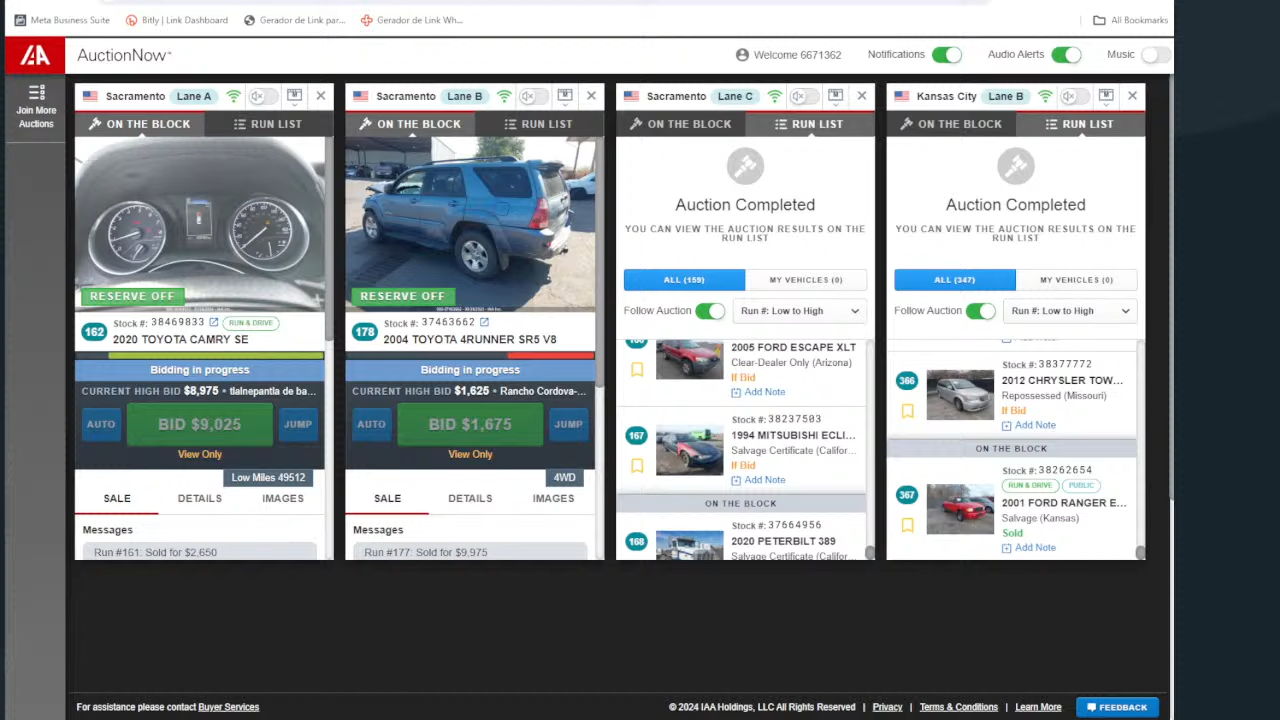 Meta Business Suite
Bitly | Link Dashboard
Gerador de Link par...
Gerador de Link Wh...
All Bookmarks
IAA
AuctionNow™
Welcome 6671362
Notifications
Audio Alerts
Music
Join More
Auctions
Sacramento Lane A
ON THE BLOCK
RUN LIST
RESERVE OFF
162
Stock #: 38469833
RUN & DRIVE
2020 TOYOTA CAMRY SE
Bidding in progress
CURRENT HIGH BID $8,975 • tlalnepantla de ba...
AUTO
BID $9,025
JUMP
View Only
Low Miles 49512
SALE
DETAILS
IMAGES
Messages
Run #161: Sold for $2,650
Sacramento Lane B
ON THE BLOCK
RUN LIST
RESERVE OFF
178
Stock #: 37463662
2004 TOYOTA 4RUNNER SR5 V8
Bidding in progress
CURRENT HIGH BID $1,625 • Rancho Cordova-...
AUTO
BID $1,675
JUMP
View Only
4WD
SALE
DETAILS
IMAGES
Messages
Run #177: Sold for $9,975
Sacramento Lane C
ON THE BLOCK
RUN LIST
Auction Completed
YOU CAN VIEW THE AUCTION RESULTS ON THE
RUN LIST
ALL (159)
MY VEHICLES (0)
Follow Auction
Run #: Low to High
2005 FORD ESCAPE XLT
Clear-Dealer Only (Arizona)
If Bid
Add Note
167
Stock #: 38237583
1994 MITSUBISHI ECLI...
Salvage Certificate (Califor...
If Bid
Add Note
ON THE BLOCK
168
Stock #: 37664956
2020 PETERBILT 389
Salvage Certificate (Califor...
Kansas City Lane B
ON THE BLOCK
RUN LIST
Auction Completed
YOU CAN VIEW THE AUCTION RESULTS ON THE
RUN LIST
ALL (347)
MY VEHICLES (0)
Follow Auction
Run #: Low to High
366
Stock #: 38377772
2012 CHRYSLER TOW...
Repossessed (Missouri)
If Bid
Add Note
ON THE BLOCK
367
Stock #: 38262654
RUN & DRIVE
PUBLIC
2001 FORD RANGER E...
Salvage (Kansas)
Sold
Add Note
For assistance please contact Buyer Services
© 2024 IAA Holdings, LLC All Rights Reserved | Privacy | Terms & Conditions | Learn More
FEEDBACK